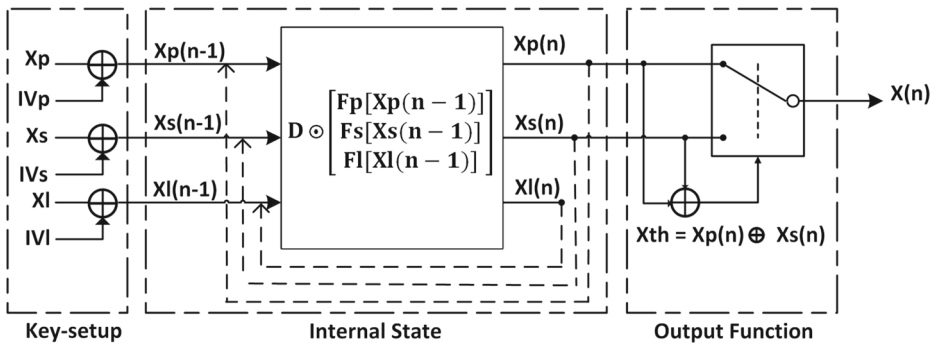 Xp
IVp
Xs
IVs
Xl
IVl
Key-setup
Xp(n-1)
Xs(n-1)
Xl(n-1)
D ⊙ [Fp[Xp(n − 1)]
Fs[Xs(n − 1)]
Fl[Xl(n − 1)]]
Xp(n)
Xs(n)
Xl(n)
Internal State
X(n)
Xth = Xp(n) ⊕ Xs(n)
Output Function